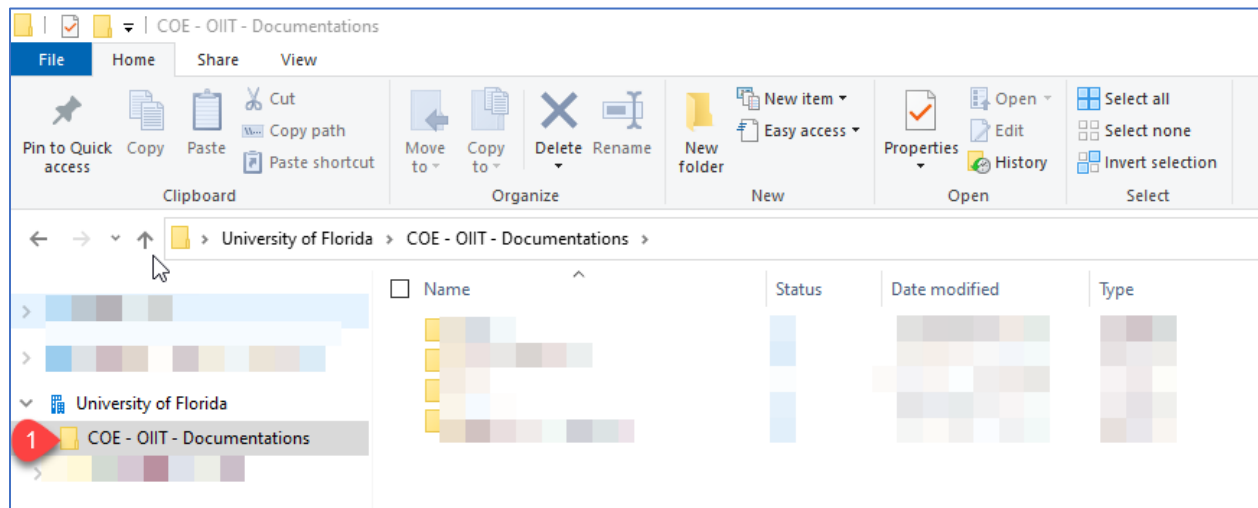 COE - OIIT - Documentations
File Home Share View
Pin to Quick access
Copy
Paste
Cut
Copy path
Paste shortcut
Clipboard
Move to
Copy to
Delete
Rename
Organize
New folder
New item
Easy access
New
Properties
Open
Edit
History
Open
Select all
Select none
Invert selection
Select
University of Florida > COE - OIIT - Documentations >
Name Status Date modified Type
University of Florida
1 COE - OIIT - Documentations